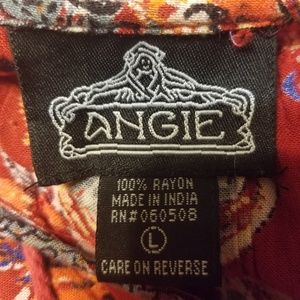 ANGIE
100% RAYON
MADE IN INDIA
RN#060508
L
CARE ON REVERSE